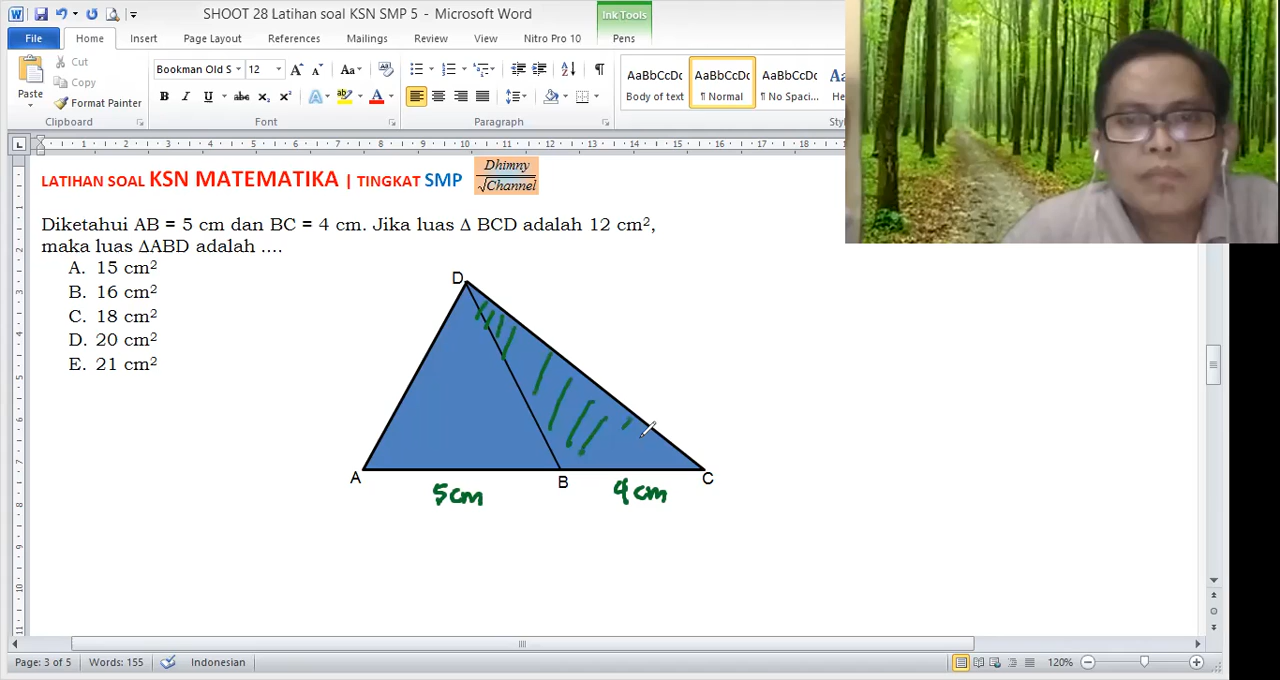 SHOOT 28 Latihan soal KSN SMP 5 - Microsoft Word
Ink Tools
File Home Insert Page Layout References Mailings Review View Nitro Pro 10 Pens
Paste
Cut
Copy
Format Painter
Bookman Old S 12
AaBbCcDc AaBbCcDc AaBbCcDc
Body of text ¶ Normal ¶ No Spaci...
Clipboard Font Paragraph
LATIHAN SOAL KSN MATEMATIKA | TINGKAT SMP
Dhimny
√Channel
Diketahui AB = 5 cm dan BC = 4 cm. Jika luas Δ BCD adalah 12 cm²,
maka luas ΔABD adalah ....
A. 15 cm²
B. 16 cm²
C. 18 cm²
D. 20 cm²
E. 21 cm²
D
A B C
5cm 4cm
Page: 3 of 5 Words: 155 Indonesian 120%